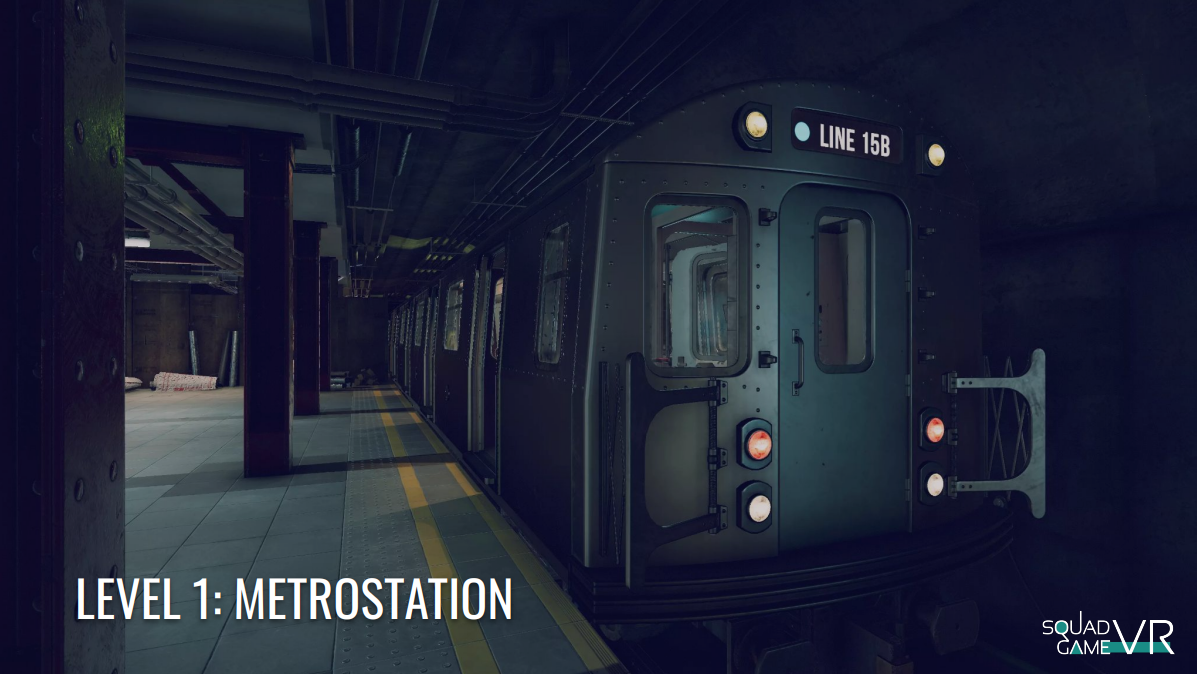 LINE 15B
LEVEL 1: METROSTATION
SQUAD
GAME VR